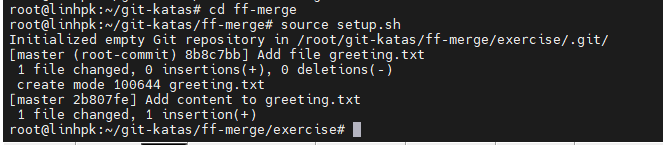 root@linhpk:~/git-katas# cd ff-merge
root@linhpk:~/git-katas/ff-merge# source setup.sh
Initialized empty Git repository in /root/git-katas/ff-merge/exercise/.git/
[master (root-commit) 8b8c7bb] Add file greeting.txt
 1 file changed, 0 insertions(+), 0 deletions(-)
 create mode 100644 greeting.txt
[master 2b807fe] Add content to greeting.txt
 1 file changed, 1 insertion(+)
root@linhpk:~/git-katas/ff-merge/exercise#